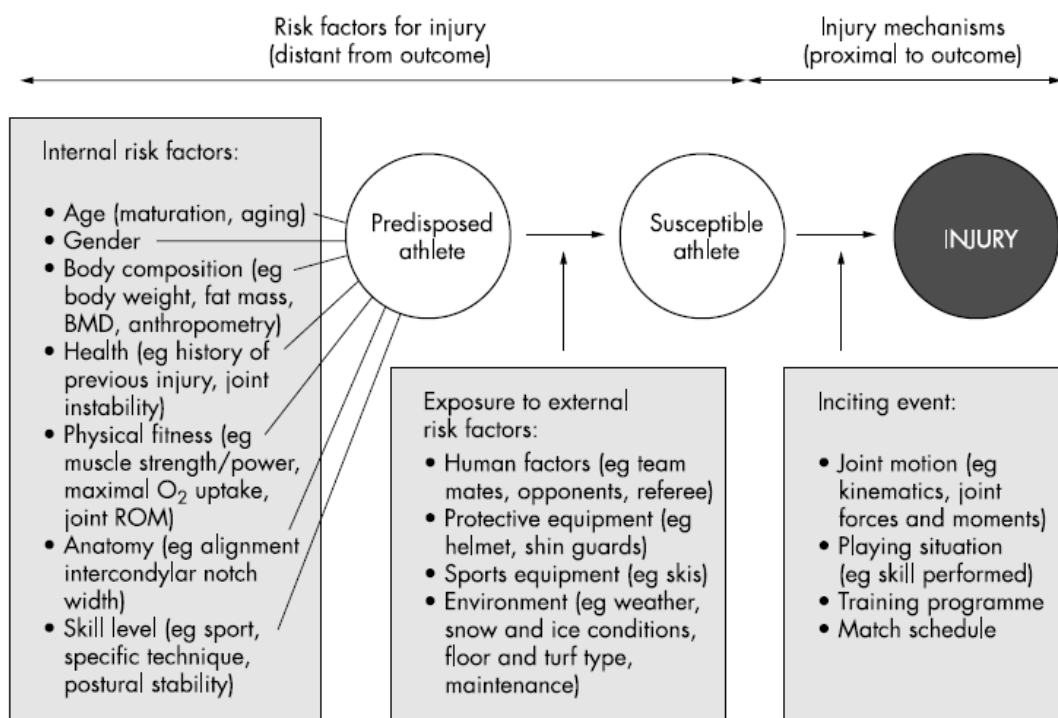 Risk factors for injury
(distant from outcome)
Injury mechanisms
(proximal to outcome)
Internal risk factors:
• Age (maturation, aging)
• Gender
• Body composition (eg
body weight, fat mass,
BMD, anthropometry)
• Health (eg history of
previous injury, joint
instability)
• Physical fitness (eg
muscle strength/power,
maximal O₂ uptake,
joint ROM)
• Anatomy (eg alignment
intercondylar notch
width)
• Skill level (eg sport,
specific technique,
postural stability)
Predisposed
athlete
Susceptible
athlete
INJURY
Exposure to external
risk factors:
• Human factors (eg team
mates, opponents, referee)
• Protective equipment (eg
helmet, shin guards)
• Sports equipment (eg skis)
• Environment (eg weather,
snow and ice conditions,
floor and turf type,
maintenance)
Inciting event:
• Joint motion (eg
kinematics, joint
forces and moments)
• Playing situation
(eg skill performed)
• Training programme
• Match schedule